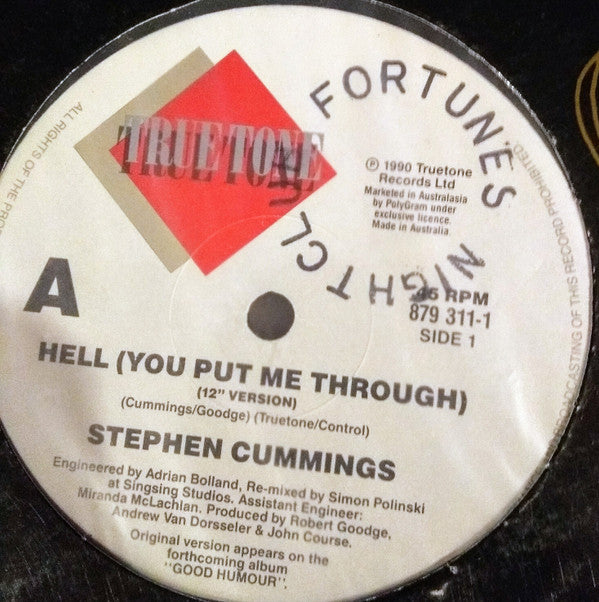 TRUE TONE
FORTUNES NIGHTCLUB
℗ 1990 Truetone
Records Ltd
Marketed in Australasia
by PolyGram under
exclusive licence.
Made in Australia.
45 RPM
879 311-1
SIDE 1
A
HELL (YOU PUT ME THROUGH)
(12" VERSION)
(Cummings/Goodge) (Truetone/Control)
STEPHEN CUMMINGS
Engineered by Adrian Bolland, Re-mixed by Simon Polinski
at Singsing Studios. Assistant Engineer:
Miranda McLachlan. Produced by Robert Goodge,
Andrew Van Dorsseler & John Course.
Original version appears on the
forthcoming album
"GOOD HUMOUR".
ALL RIGHTS OF THE
BROADCASTING OF THIS RECORD PROHIBITED